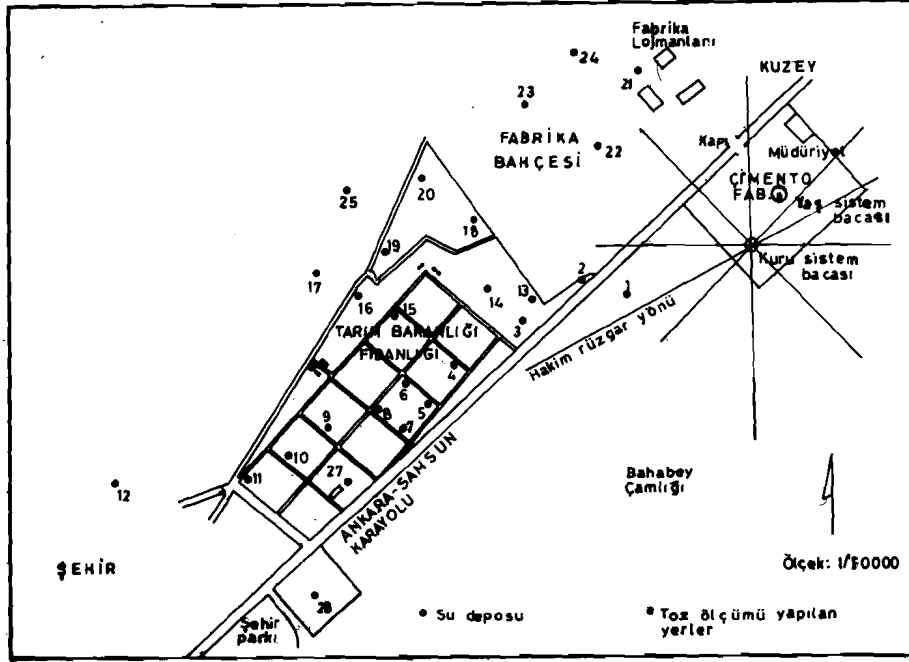 Fabrika
Lojmanlanı
24
21
KUZEY
23
FABRİKA
BAHÇESİ
22
Kapı
Müdüriyet
ÇİMENTO
FAB.
Yaş sistem
bacası
Kuru sistem
bacası
20
25
18
19
17
16
14
13
2
1
3
15
TARIM BAKANLIĞI
FİDANLIĞI
Hakim rüzgar yönü
4
6
5
8
7
9
10
11
27
12
ANKARA-SAMSUN
KARAYOLU
Bahabey
Çamlığı
ŞEHİR
Ölçek: 1/50000
28
Şehir
parkı
Su deposu
Toz ölçümü yapılan
yerler